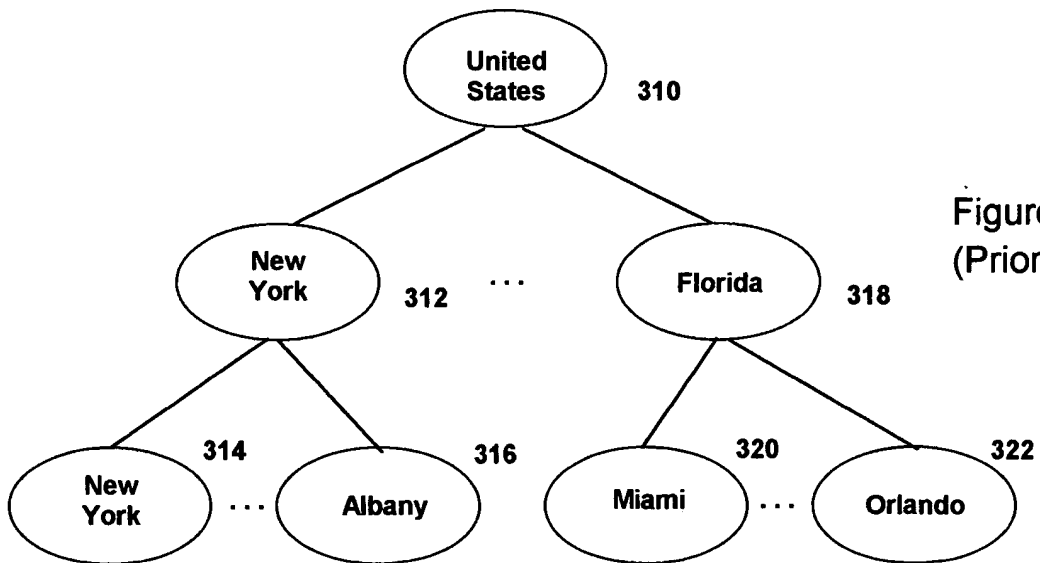 United
States
310
Figure
(Prior
New
York
312
...
Florida
318
314
316
320
322
New
York
...
Albany
Miami
...
Orlando